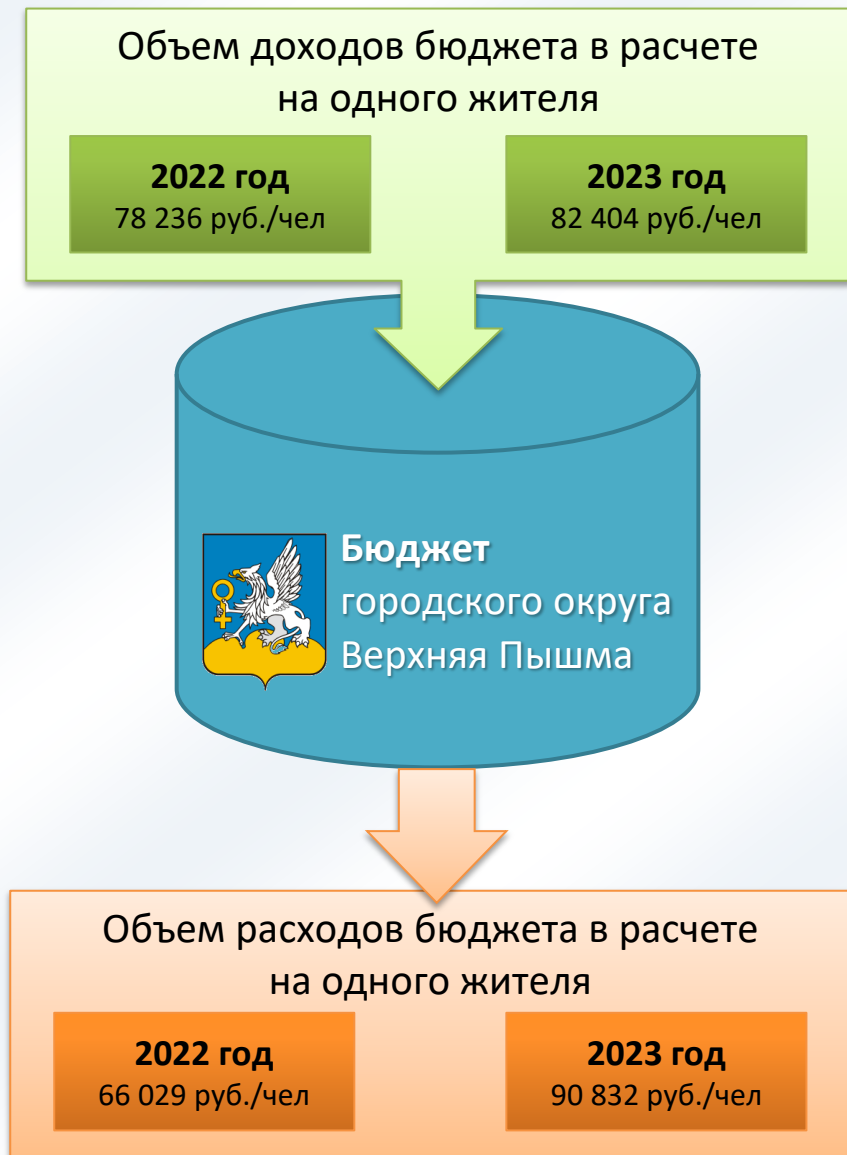 Объем доходов бюджета в расчете
на одного жителя
2022 год
78 236 руб./чел
2023 год
82 404 руб./чел
Бюджет
городского округа
Верхняя Пышма
Объем расходов бюджета в расчете
на одного жителя
2022 год
66 029 руб./чел
2023 год
90 832 руб./чел